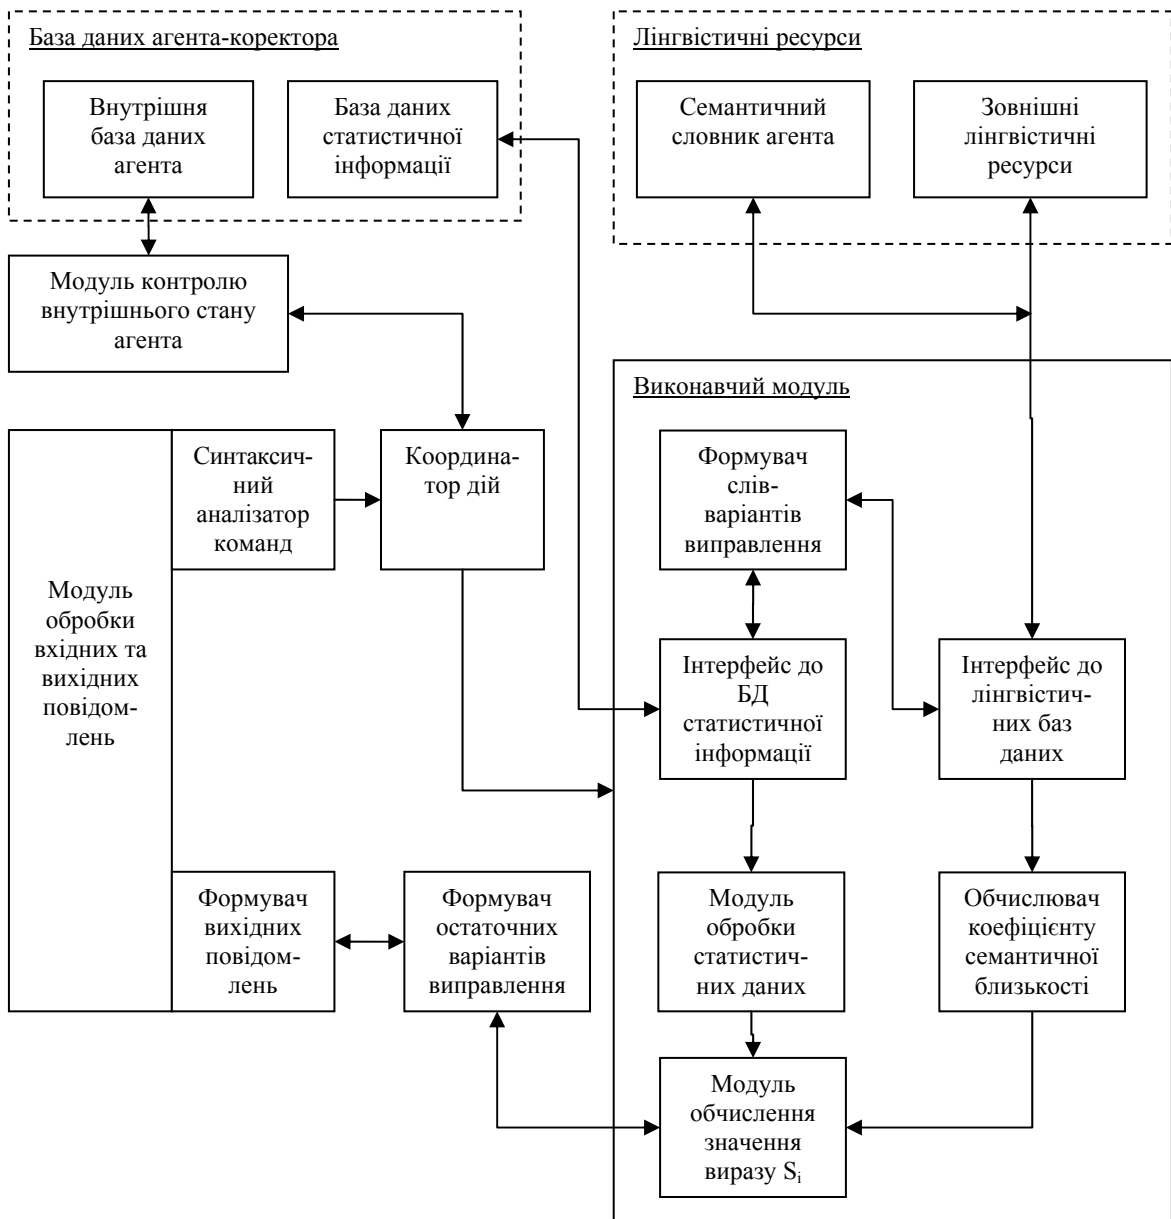 База даних агента-коректора
Внутрішня
база даних
агента
База даних
статистичної
інформації
Лінгвістичні ресурси
Семантичний
словник агента
Зовнішні
лінгвістичні
ресурси
Модуль контролю
внутрішнього стану
агента
Виконавчий модуль
Синтаксич-
ний
аналізатор
команд
Координа-
тор дій
Формувач
слів-
варіантів
виправлення
Модуль
обробки
вхідних та
вихідних
повідом-
лень
Інтерфейс до
БД
статистичної
інформації
Інтерфейс до
лінгвістич-
них баз
даних
Формувач
вихідних
повідом-
лень
Формувач
остаточних
варіантів
виправлення
Модуль
обробки
статистич-
них даних
Обчислювач
коефіцієнту
семантичної
близькості
Модуль
обчислення
значення
виразу Si